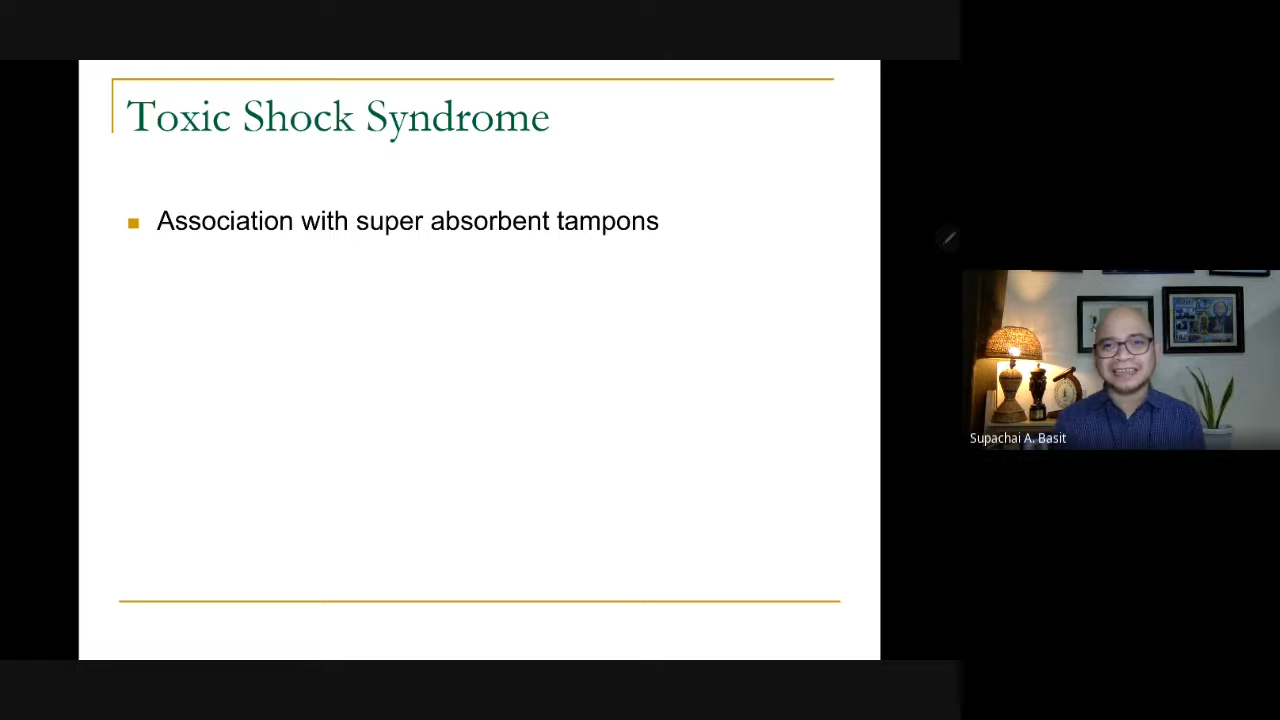 Toxic Shock Syndrome
Association with super absorbent tampons
Supachai A. Basit